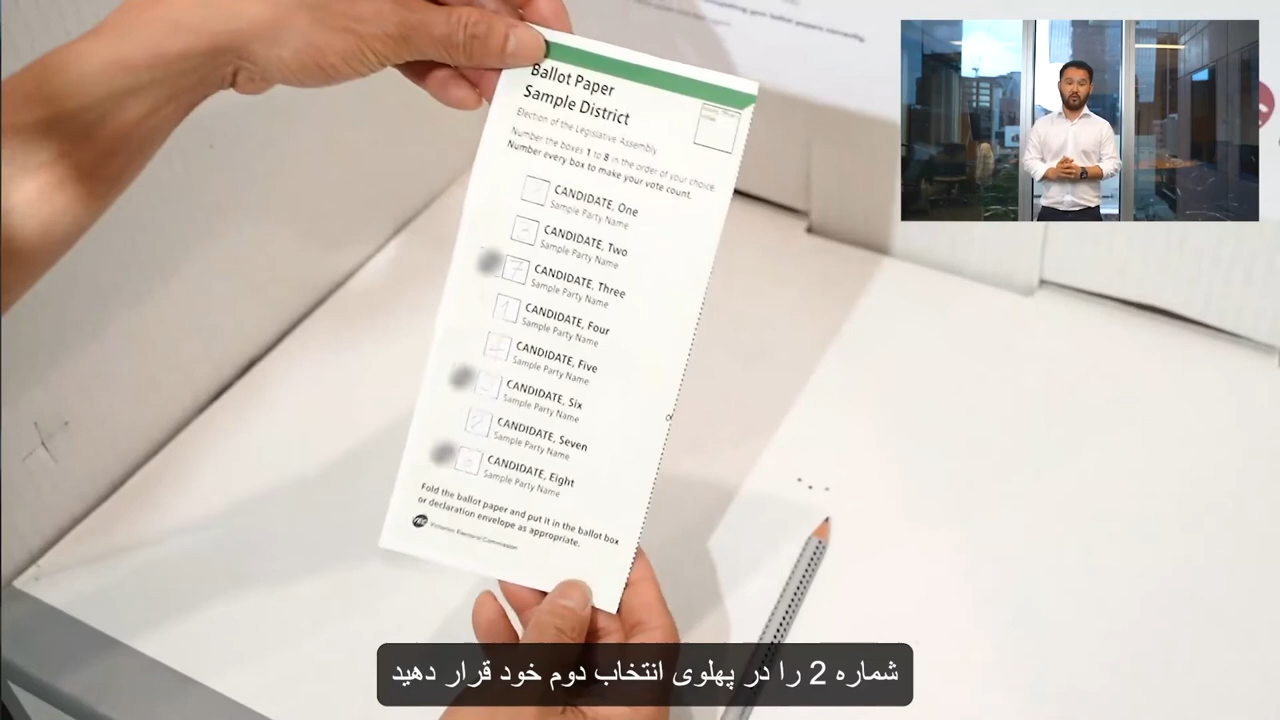 Ballot Paper
Sample District
Election of the Legislative Assembly
Number the boxes 1 to 8 in the order of your choice.
Number every box to make your vote count.
CANDIDATE, One
Sample Party Name
CANDIDATE, Two
Sample Party Name
7 CANDIDATE, Three
Sample Party Name
1 CANDIDATE, Four
Sample Party Name
CANDIDATE, Five
Sample Party Name
CANDIDATE, Six
Sample Party Name
2 CANDIDATE, Seven
Sample Party Name
CANDIDATE, Eight
Sample Party Name
Fold the ballot paper and put it in the ballot box
or declaration envelope as appropriate.
VEC Victorian Electoral Commission
شماره 2 را در پهلوی انتخاب دوم خود قرار دهید